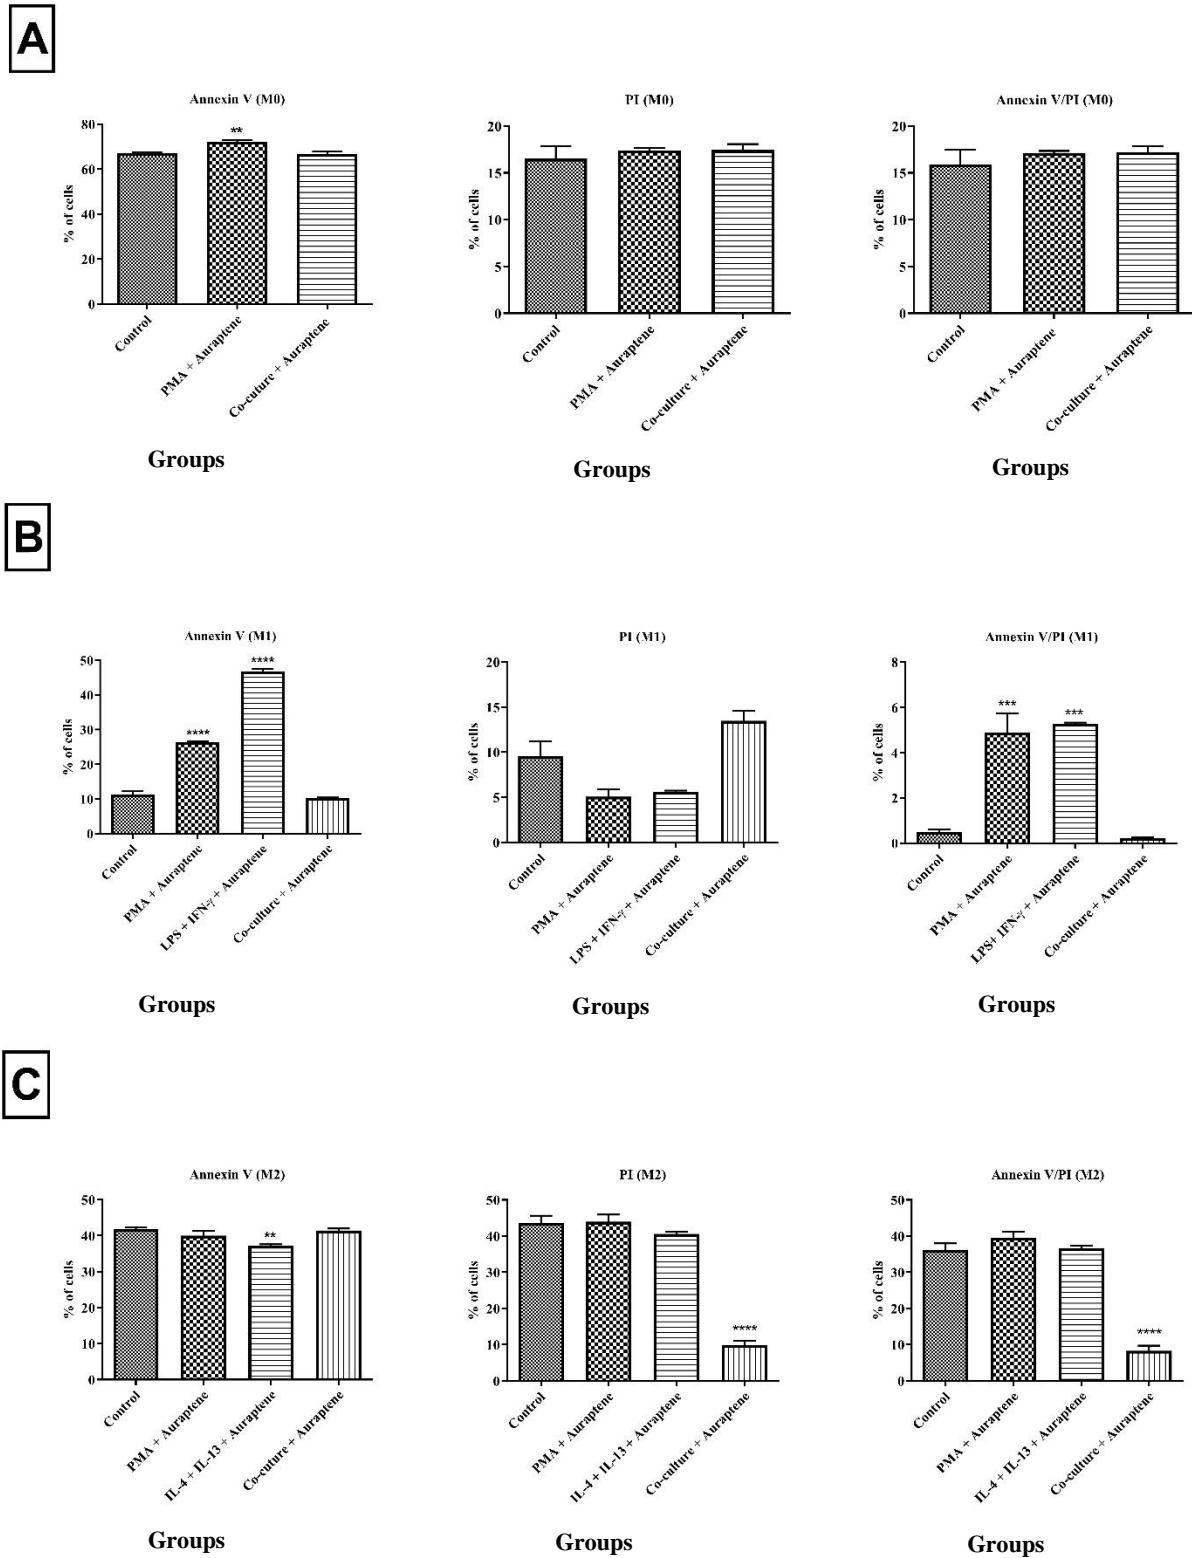 A
Annexin V (M0)
**
80
60
40
20
0
% of cells
Control
PMA + Auraptene
Co-cuture + Auraptene
Groups
PI (M0)
20
15
10
5
0
% of cells
Control
PMA + Auraptene
Co-culture + Auraptene
Groups
Annexin V/PI (M0)
20
15
10
5
0
% of cells
Control
PMA + Auraptene
Co-culture + Auraptene
Groups
B
Annexin V (M1)
****
****
50
40
30
20
10
0
% of cells
Control
PMA + Auraptene
LPS + IFN-γ + Auraptene
Co-culture + Auraptene
Groups
PI (M1)
20
15
10
5
0
% of cells
Control
PMA + Auraptene
LPS + IFN-γ + Auraptene
Co-culture + Auraptene
Groups
Annexin V/PI (M1)
***
***
8
6
4
2
0
% of cells
Control
PMA + Auraptene
LPS+ IFN-γ + Auraptene
Co-culture + Auraptene
Groups
C
Annexin V (M2)
**
50
40
30
20
10
0
% of cells
Control
PMA + Auraptene
IL-4 + IL-13 + Auraptene
Co-cuture + Auraptene
Groups
PI (M2)
****
50
40
30
20
10
0
% of cells
Control
PMA + Auraptene
IL-4 + IL-13 + Auraptene
Co-culture + Auraptene
Groups
Annexin V/PI (M2)
****
50
40
30
20
10
0
% of cells
Control
PMA + Auraptene
IL-4 + IL-13 + Auraptene
Co-culture + Auraptene
Groups